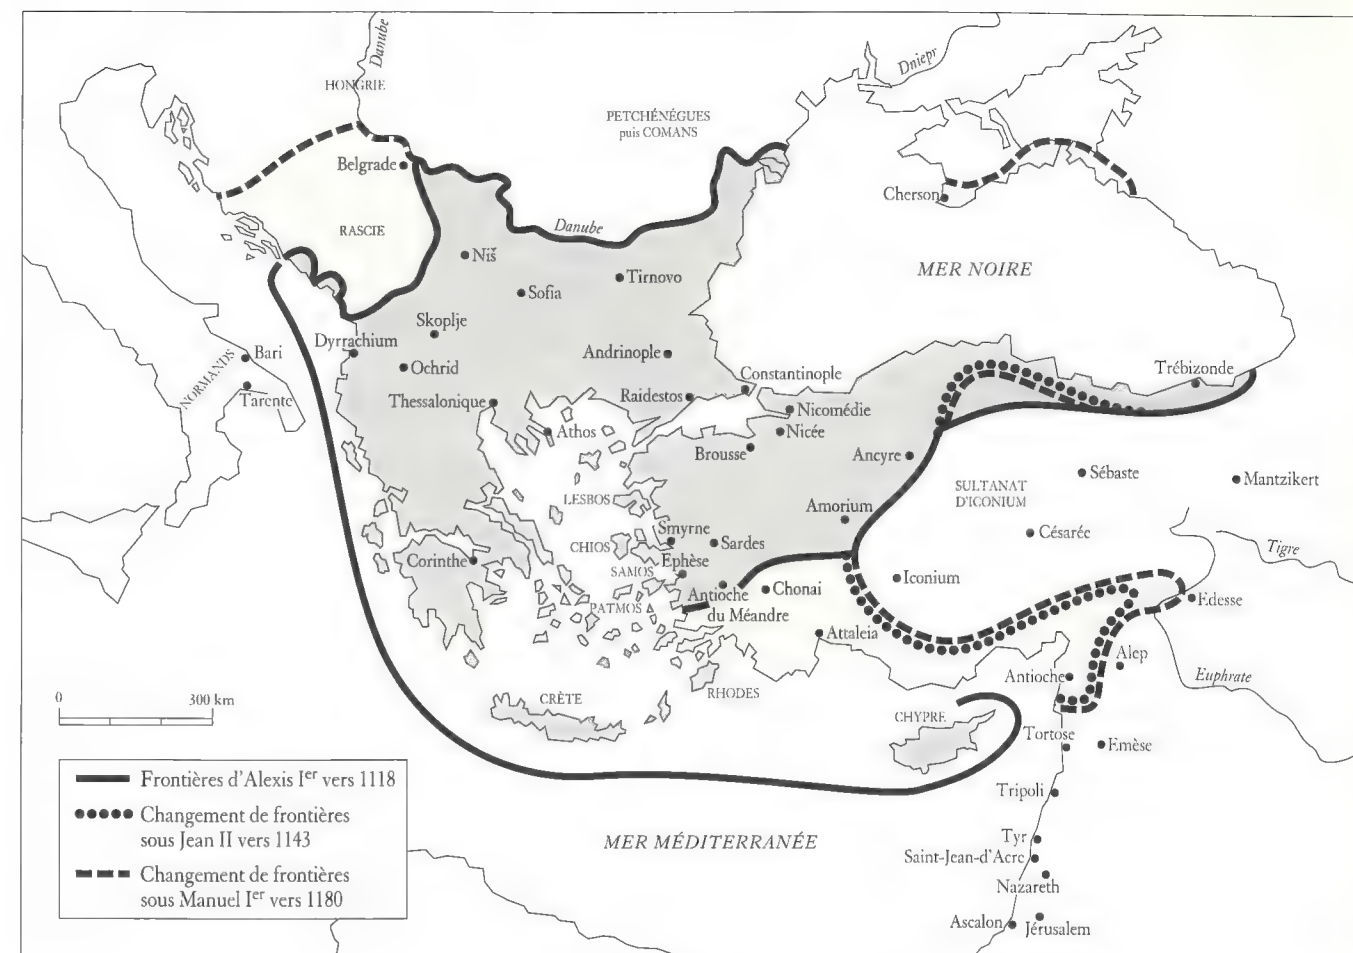 Danube
HONGRIE
Dniepr
PETCHÉNÉGUES
puis COMANS
Belgrade
Cherson
RASCIE
Danube
Niš
Tirnovo
MER NOIRE
Sofia
Skoplje
Dyrrachium
Andrinople
Bari
NORMANDS
Ochrid
Constantinople
Trébizonde
Tarente
Thessalonique
Raidestos
Nicomédie
Athos
Nicée
Brousse
Ancyre
Sébaste
Mantzikert
SULTANAT
D'ICONIUM
LESBOS
Amorium
Smyrne
Sardes
Césarée
CHIOS
Tigre
Corinthe
SAMOS
Ephèse
Iconium
Antioche
du Méandre
Chonai
Edesse
PATMOS
Attaleia
Alep
Antioche
Euphrate
RHODES
CRÈTE
CHYPRE
0 300 km
Tortose
Emèse
Tripoli
Frontières d'Alexis Ier vers 1118
Changement de frontières
sous Jean II vers 1143
Changement de frontières
sous Manuel Ier vers 1180
MER MÉDITERRANÉE
Tyr
Saint-Jean-d'Acre
Nazareth
Ascalon
Jérusalem